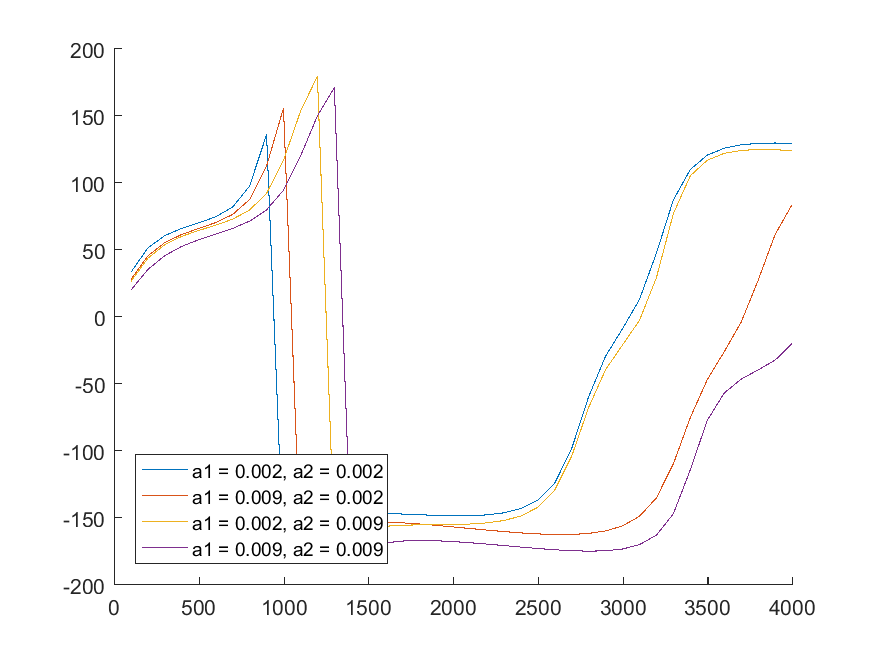 200
150
100
50
0
-50
-100
-150
-200
a1 = 0.002, a2 = 0.002
a1 = 0.009, a2 = 0.002
a1 = 0.002, a2 = 0.009
a1 = 0.009, a2 = 0.009
0 500 1000 1500 2000 2500 3000 3500 4000